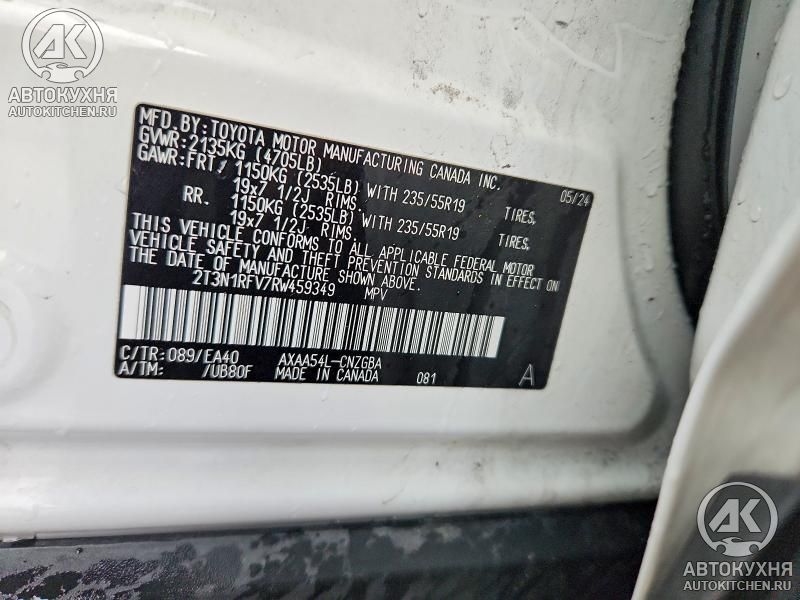 AK
АВТОКУХНЯ
AUTOKITCHEN.RU
MFD. BY: TOYOTA MOTOR MANUFACTURING CANADA INC.
GVWR: 2135KG (4705LB) 05/24
GAWR: FRT, 1150KG (2535LB) WITH 235/55R19 TIRES,
19x7 1/2J RIMS,
RR. 1150KG (2535LB) WITH 235/55R19 TIRES,
19x7 1/2J RIMS.
THIS VEHICLE CONFORMS TO ALL APPLICABLE FEDERAL MOTOR
VEHICLE SAFETY AND THEFT PREVENTION STANDARDS IN EFFECT ON
THE DATE OF MANUFACTURE SHOWN ABOVE.
2T3N1RFV7RW459349 MPV
C/TR: 089/EA40 AXAA54L-CNZGBA
A/TM: /UB80F MADE IN CANADA 081 A
AK
АВТОКУХНЯ
AUTOKITCHEN.RU